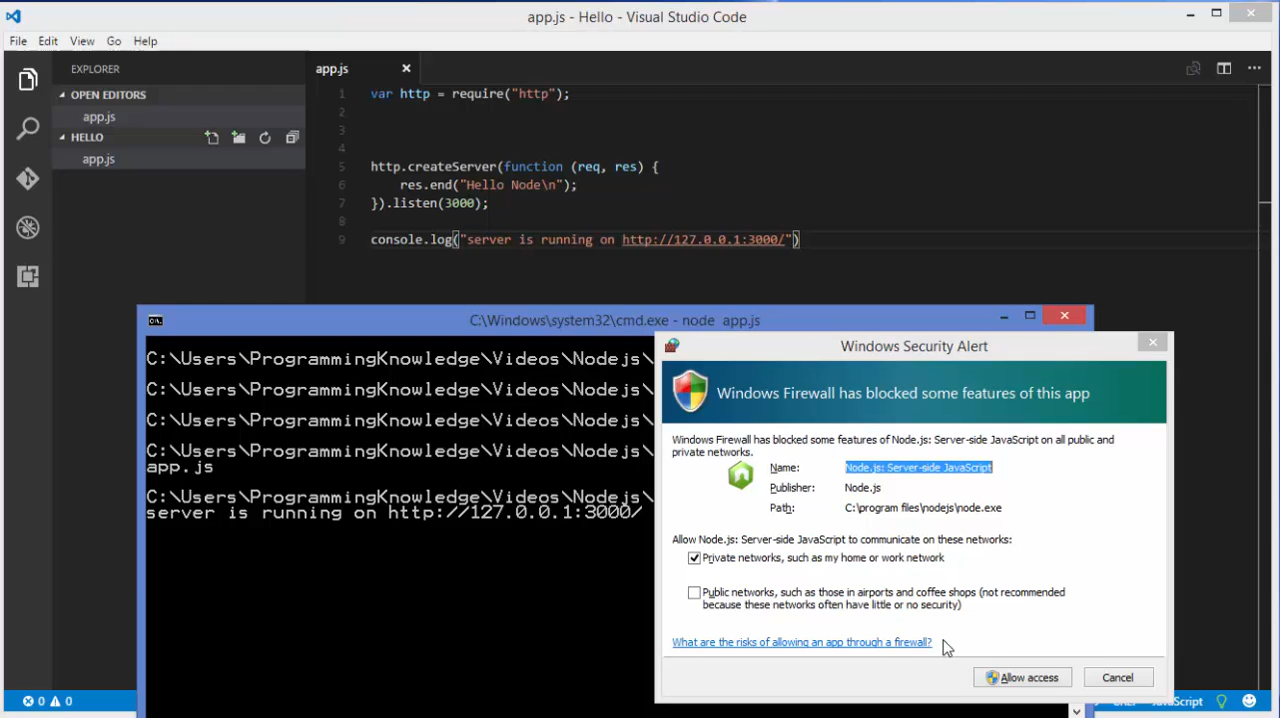 app.js - Hello - Visual Studio Code
File Edit View Go Help
EXPLORER
OPEN EDITORS
app.js
HELLO
app.js
app.js
1 var http = require("http");
2
3
4
5 http.createServer(function (req, res) {
6 res.end("Hello Node\n");
7 }).listen(3000);
8
9 console.log("server is running on http://127.0.0.1:3000/")
C:\Windows\system32\cmd.exe - node app.js
C:\Users\ProgrammingKnowledge\Videos\Nodejs\
C:\Users\ProgrammingKnowledge\Videos\Nodejs\
C:\Users\ProgrammingKnowledge\Videos\Nodejs\
C:\Users\ProgrammingKnowledge\Videos\Nodejs\
app.js
C:\Users\ProgrammingKnowledge\Videos\Nodejs\
server is running on http://127.0.0.1:3000/
Windows Security Alert
Windows Firewall has blocked some features of this app
Windows Firewall has blocked some features of Node.js: Server-side JavaScript on all public and
private networks.
Name: Node.js: Server-side JavaScript
Publisher: Node.js
Path: C:\program files\nodejs\node.exe
Allow Node.js: Server-side JavaScript to communicate on these networks:
Private networks, such as my home or work network
Public networks, such as those in airports and coffee shops (not recommended
because these networks often have little or no security)
What are the risks of allowing an app through a firewall?
Allow access Cancel
0 0
JavaScript